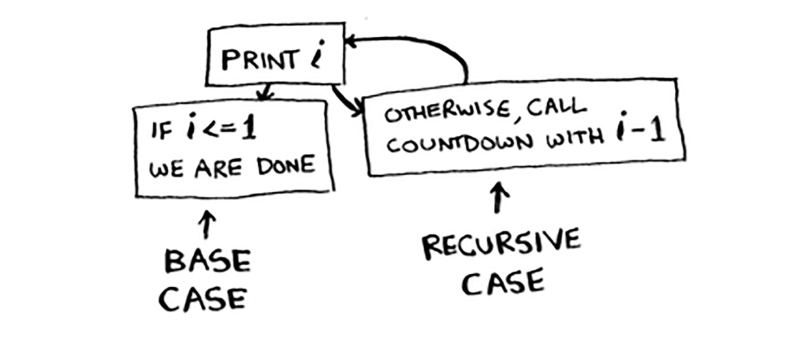 PRINT i
IF i<=1
WE ARE DONE
OTHERWISE, CALL
COUNTDOWN WITH i-1
BASE
CASE
RECURSIVE
CASE